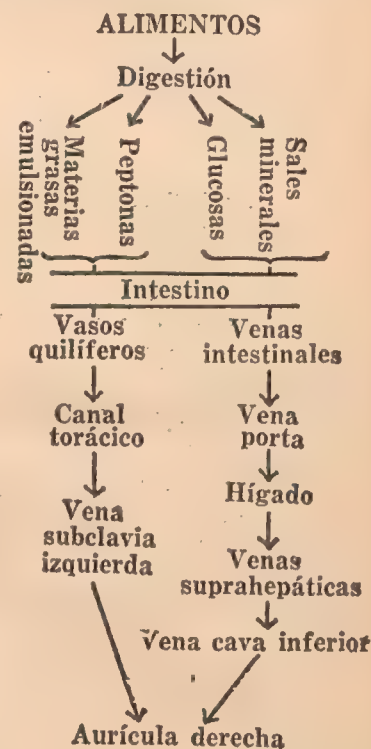 ALIMENTOS
Digestión
Materias
grasas
emulsionadas
Peptonas
Glucosas
Sales
minerales
Intestino
Vasos
quilíferos
Canal
torácico
Vena
subclavia
izquierda
Venas
intestinales
Vena
porta
Hígado
Venas
suprahepáticas
Vena cava inferior
Aurícula derecha